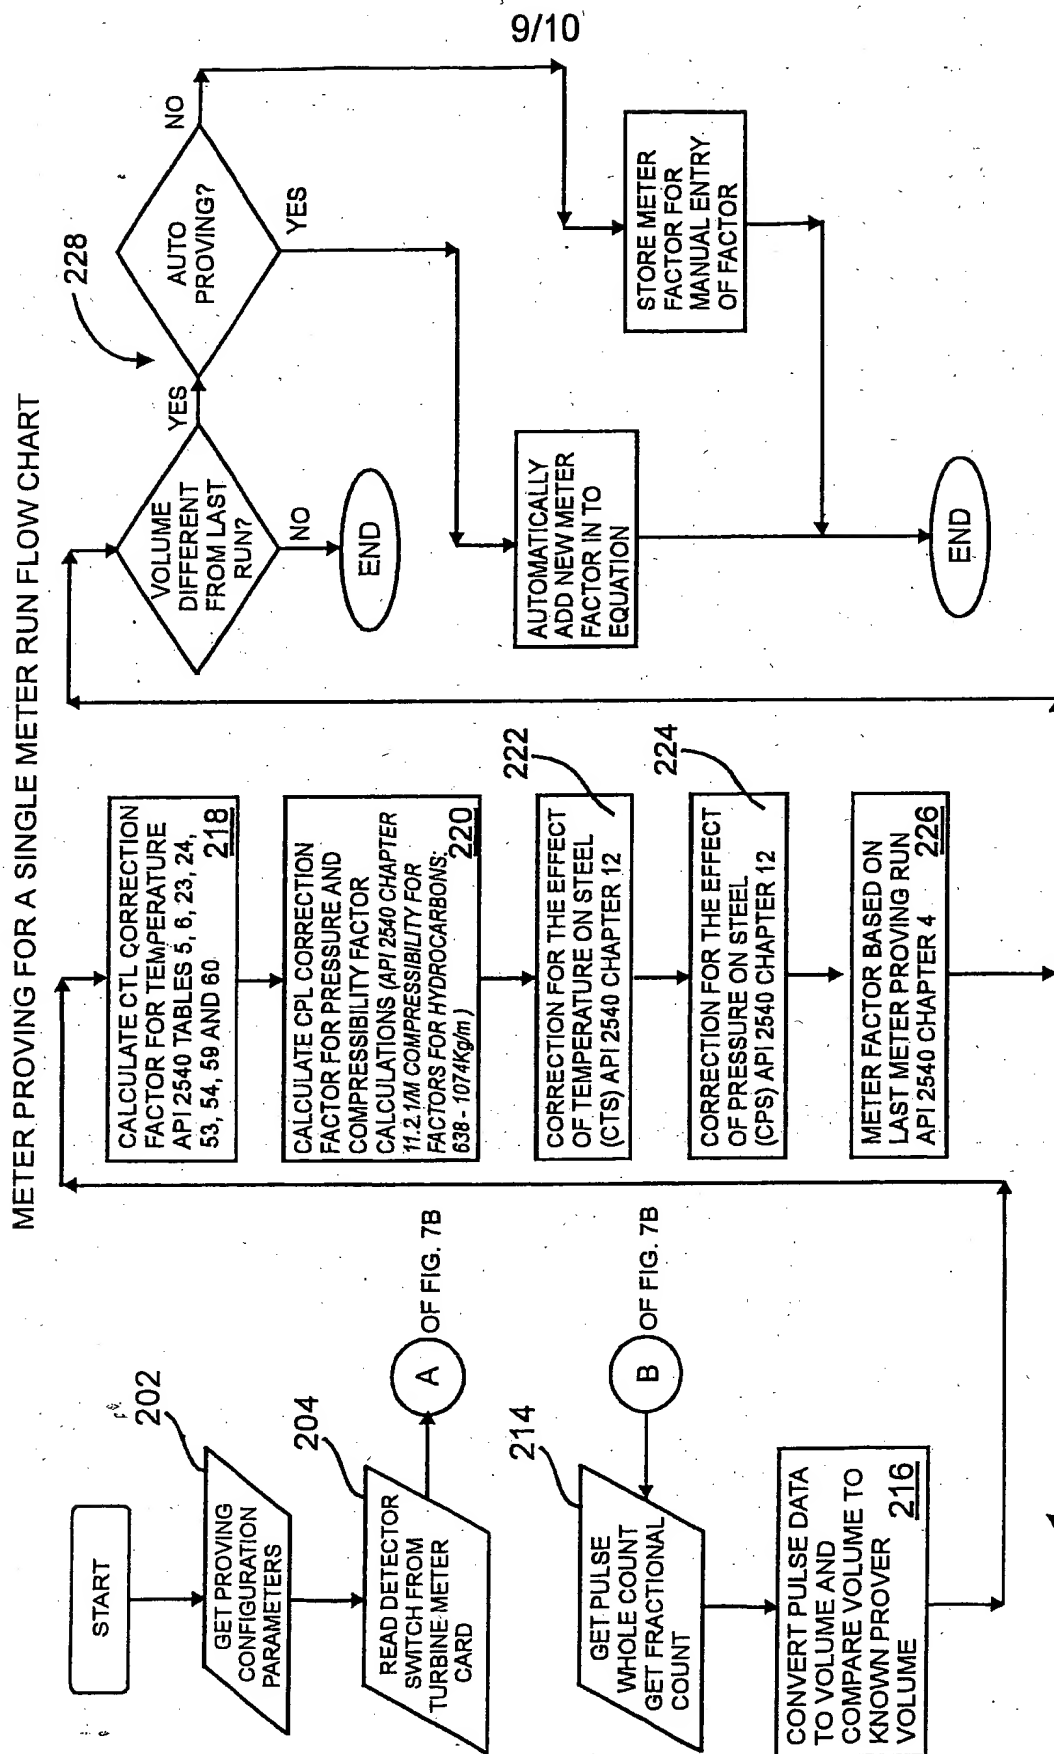 9/10
METER PROVING FOR A SINGLE METER RUN FLOW CHART
START
202
GET PROVING
CONFIGURATION
PARAMETERS
204
READ DETECTOR
SWITCH FROM
TURBINE METER
CARD
A
OF FIG. 7B
214
GET PULSE
WHOLE COUNT
GET FRACTIONAL
COUNT
B
OF FIG. 7B
CONVERT PULSE DATA
TO VOLUME AND
COMPARE VOLUME TO
KNOWN PROVER
VOLUME
216
CALCULATE CTL CORRECTION
FACTOR FOR TEMPERATURE
API 2540 TABLES 5, 6, 23, 24,
53, 54, 59 AND 60
218
CALCULATE CPL CORRECTION
FACTOR FOR PRESSURE AND
COMPRESSIBILITY FACTOR
CALCULATIONS (API 2540 CHAPTER
11.2.1/M COMPRESSIBILITY FOR
FACTORS FOR HYDROCARBONS:
638 - 1074Kg/m)
220
CORRECTION FOR THE EFFECT
OF TEMPERATURE ON STEEL
(CTS) API 2540 CHAPTER 12
222
CORRECTION FOR THE EFFECT
OF PRESSURE ON STEEL
(CPS) API 2540 CHAPTER 12
224
METER FACTOR BASED ON
LAST METER PROVING RUN
API 2540 CHAPTER 4
226
VOLUME
DIFFERENT
FROM LAST
RUN?
YES
NO
END
228
AUTO
PROVING?
NO
YES
AUTOMATICALLY
ADD NEW METER
FACTOR IN TO
EQUATION
STORE METER
FACTOR FOR
MANUAL ENTRY
OF FACTOR
END